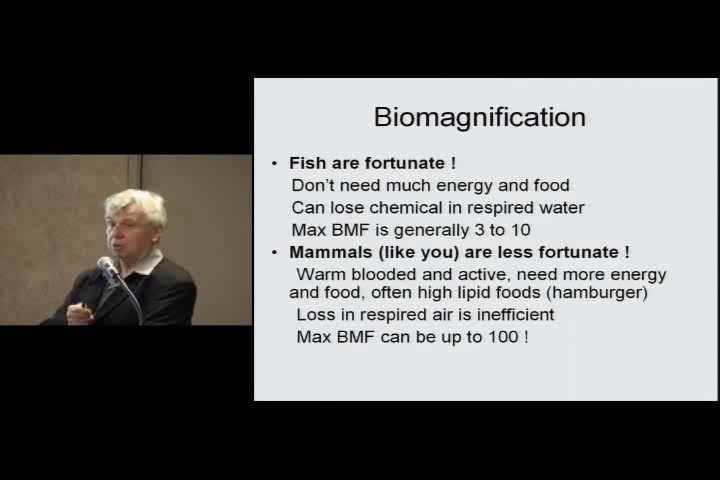 Biomagnification
• Fish are fortunate !
Don't need much energy and food
Can lose chemical in respired water
Max BMF is generally 3 to 10
• Mammals (like you) are less fortunate !
Warm blooded and active, need more energy
and food, often high lipid foods (hamburger)
Loss in respired air is inefficient
Max BMF can be up to 100 !